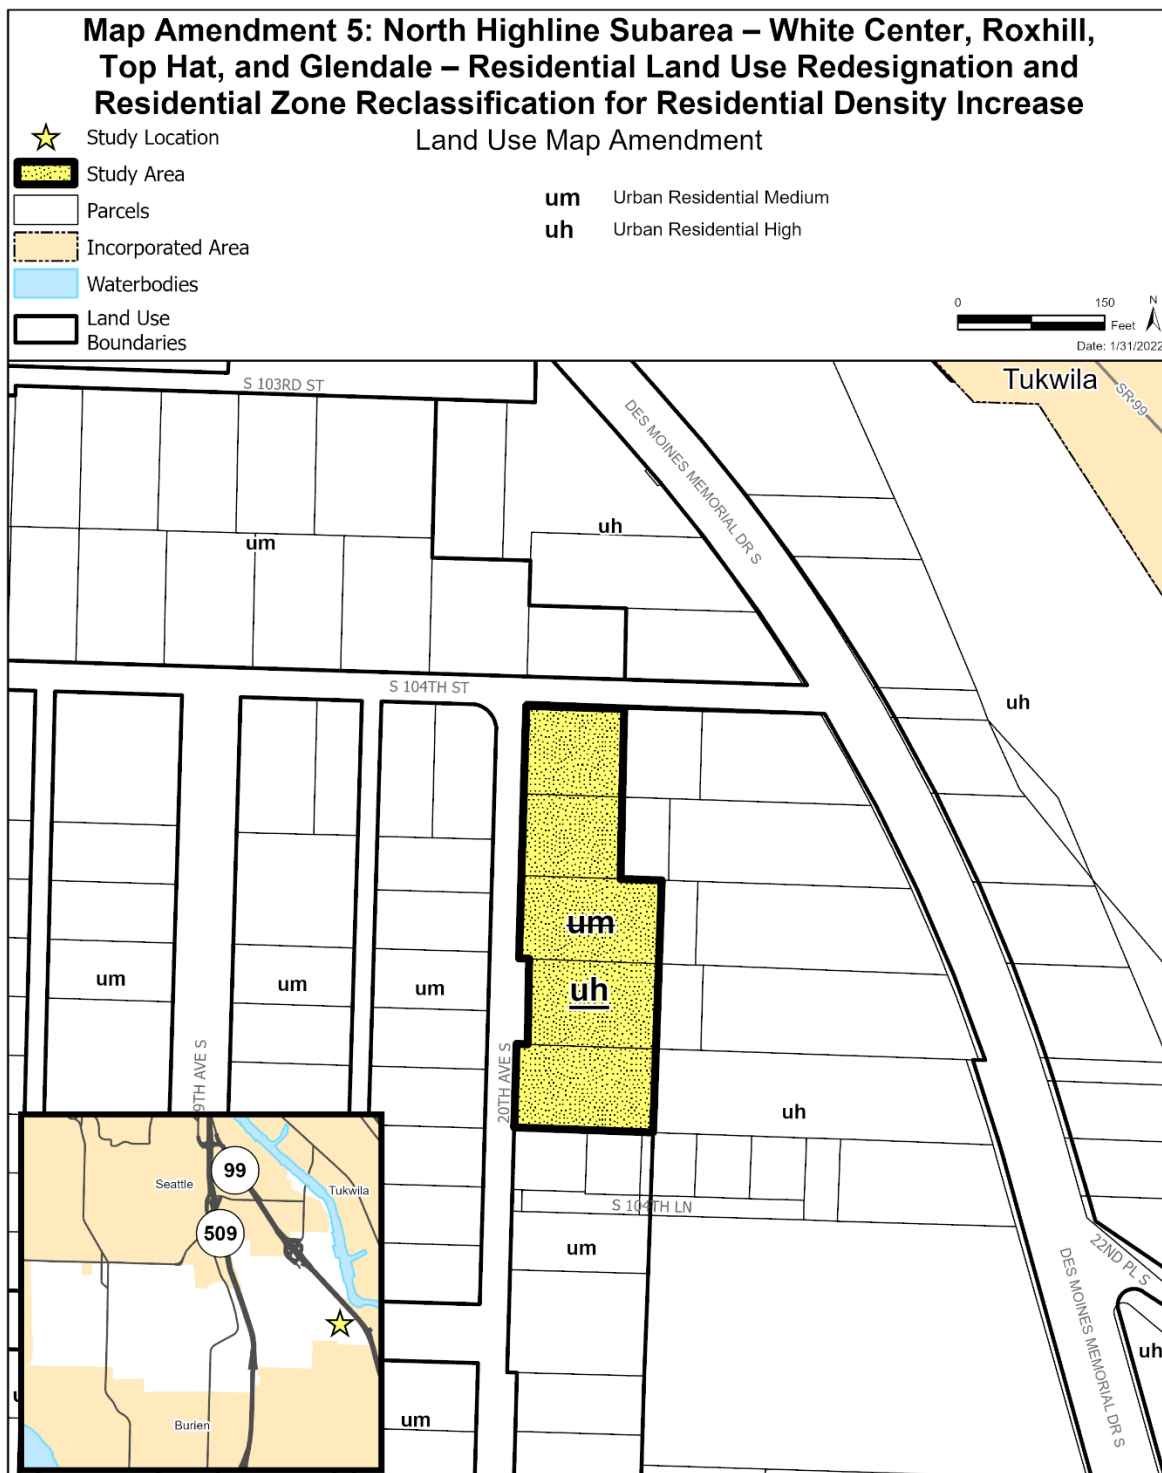 Map Amendment 5: North Highline Subarea – White Center, Roxhill,
Top Hat, and Glendale – Residential Land Use Redesignation and
Residential Zone Reclassification for Residential Density Increase
Land Use Map Amendment
Study Location
Study Area
Parcels
Incorporated Area
Waterbodies
Land Use
Boundaries
um Urban Residential Medium
uh Urban Residential High
0 150
Feet
N
Date: 1/31/2022
S 103RD ST
DES MOINES MEMORIAL DR S
Tukwila
SR-99
um
uh
S 104TH ST
uh
um
uh
um
um
um
9TH AVE S
20TH AVE S
uh
S 104TH LN
um
22ND PL S
DES MOINES MEMORIAL DR S
uh
um
99
Seattle
Tukwila
509
Burien